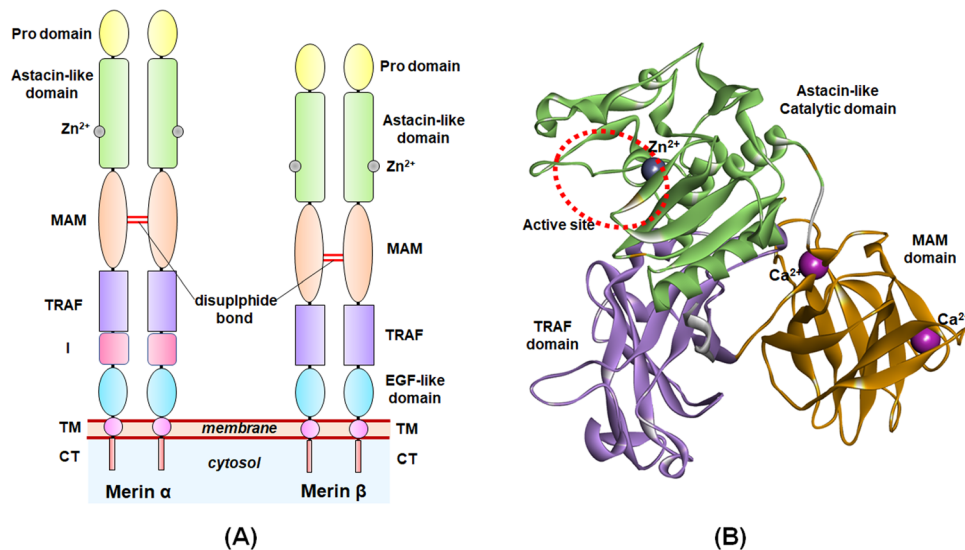 Pro domain
Astacin-like
domain
Zn2+
MAM
TRAF
I
TM
CT
Merin α
Pro domain
Astacin-like
domain
Zn2+
MAM
disuplphide
bond
TRAF
EGF-like
domain
membrane
TM
cytosol
CT
Merin β
(A)
Astacin-like
Catalytic domain
Zn2+
Active site
MAM
domain
Ca2+
Ca2
TRAF
domain
(B)